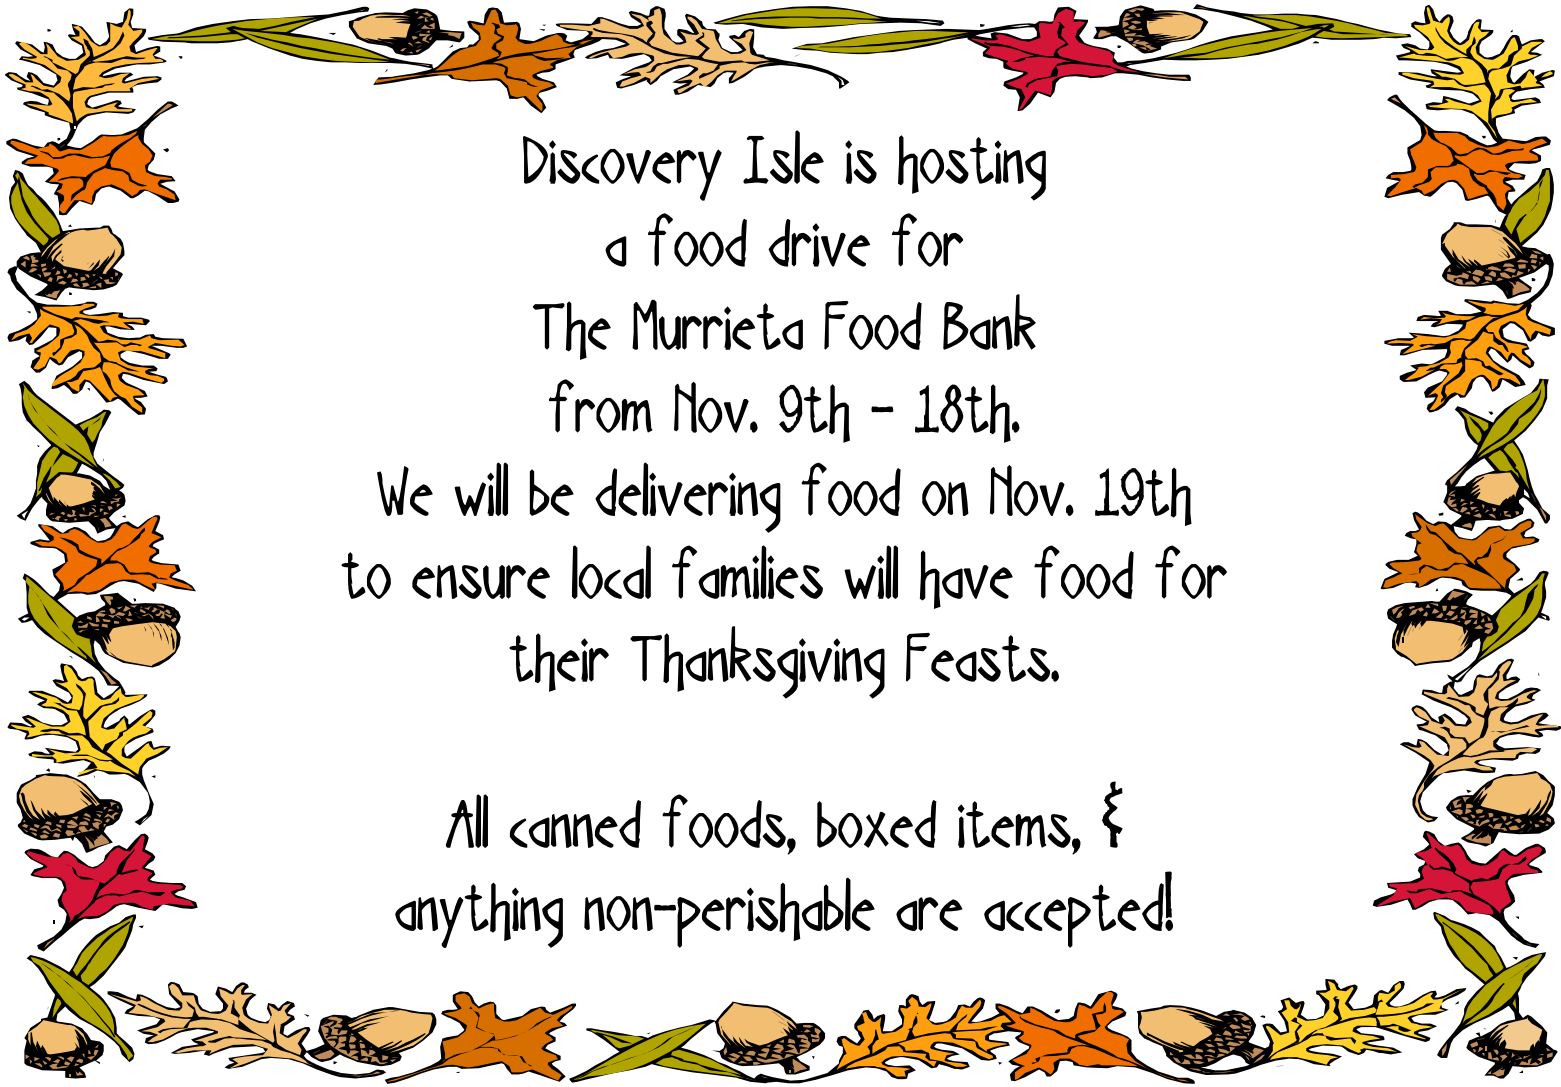 Discovery Isle is hosting
a food drive for
The Murrieta Food Bank
from Nov. 9th - 18th.
We will be delivering food on Nov. 19th
to ensure local families will have food for
their Thanksgiving Feasts.
All canned foods, boxed items, &
anything non-perishable are accepted!